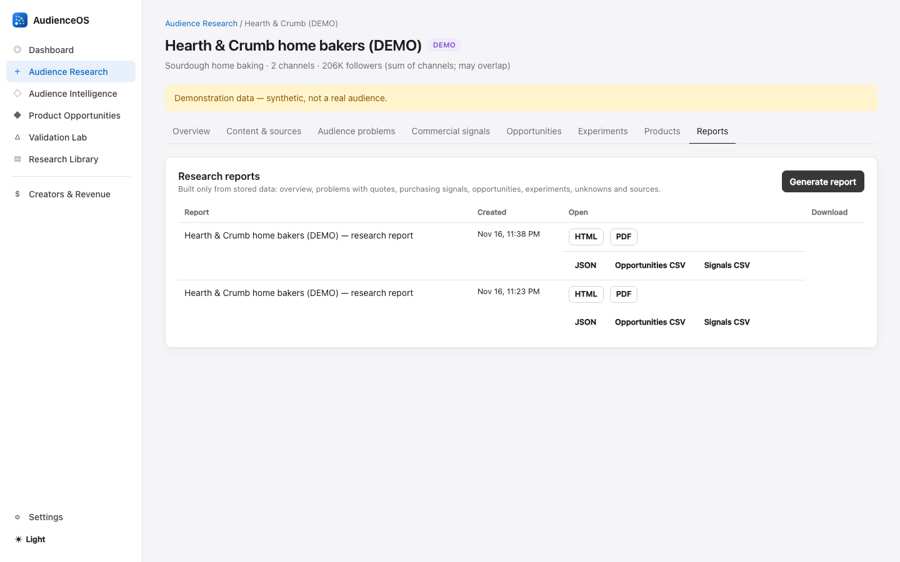 AudienceOS
Dashboard
Audience Research
Audience Intelligence
Product Opportunities
Validation Lab
Research Library
Creators & Revenue
Settings
Light
Audience Research / Hearth & Crumb (DEMO)
Hearth & Crumb home bakers (DEMO) DEMO
Sourdough home baking · 2 channels · 206K followers (sum of channels; may overlap)
Demonstration data — synthetic, not a real audience.
Overview Content & sources Audience problems Commercial signals Opportunities Experiments Products Reports
Research reports
Built only from stored data: overview, problems with quotes, purchasing signals, opportunities, experiments, unknowns and sources.
Generate report
Report Created Open Download
Hearth & Crumb home bakers (DEMO) — research report Nov 16, 11:38 PM HTML PDF
JSON Opportunities CSV Signals CSV
Hearth & Crumb home bakers (DEMO) — research report Nov 16, 11:23 PM HTML PDF
JSON Opportunities CSV Signals CSV